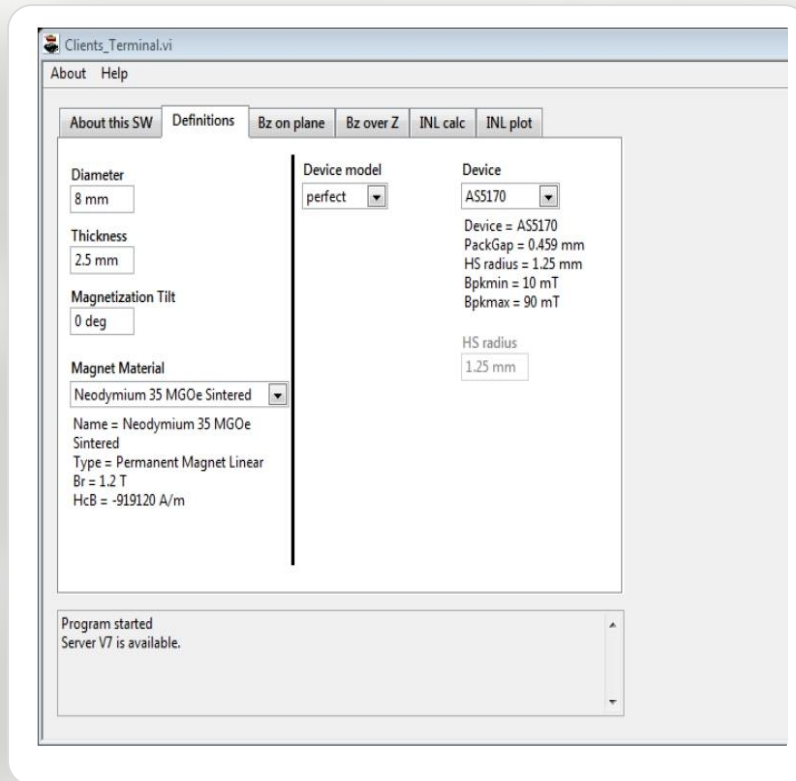 Clients_Terminal.vi
About Help
About this SW Definitions Bz on plane Bz over Z INL calc INL plot
Diameter
8 mm
Thickness
2.5 mm
Magnetization Tilt
0 deg
Magnet Material
Neodymium 35 MGOe Sintered
Name = Neodymium 35 MGOe
Sintered
Type = Permanent Magnet Linear
Br = 1.2 T
HcB = -919120 A/m
Device model
perfect
Device
AS5170
Device = AS5170
PackGap = 0.459 mm
HS radius = 1.25 mm
Bpkmin = 10 mT
Bpkmax = 90 mT
HS radius
1.25 mm
Program started
Server V7 is available.